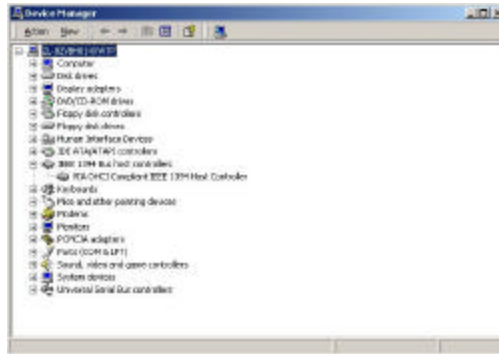 Device Manager
Action View
Computer
Disk drives
Display adapters
DVD/CD-ROM drives
Floppy disk controllers
Floppy disk drives
Human Interface Devices
IDE ATA/ATAPI controllers
IEEE 1394 Bus host controllers
OHCI Compliant IEEE 1394 Host Controller
Keyboards
Mice and other pointing devices
Modems
Monitors
PCMCIA adapters
Ports (COM & LPT)
Sound, video and game controllers
System devices
Universal Serial Bus controllers